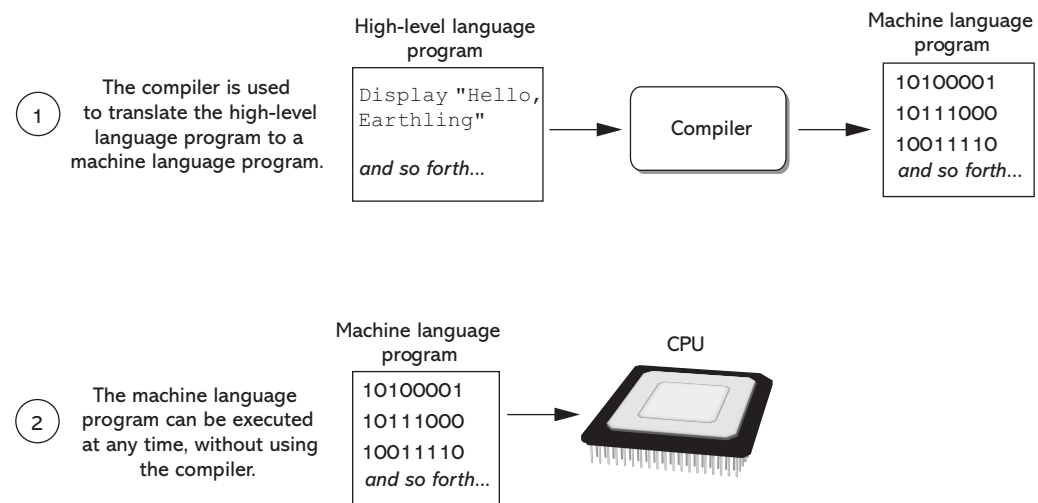 High-level language
program
Machine language
program
1
The compiler is used
to translate the high-level
language program to a
machine language program.
Display "Hello,
Earthling"
and so forth...
Compiler
10100001
10111000
10011110
and so forth...
Machine language
program
CPU
2
The machine language
program can be executed
at any time, without using
the compiler.
10100001
10111000
10011110
and so forth...